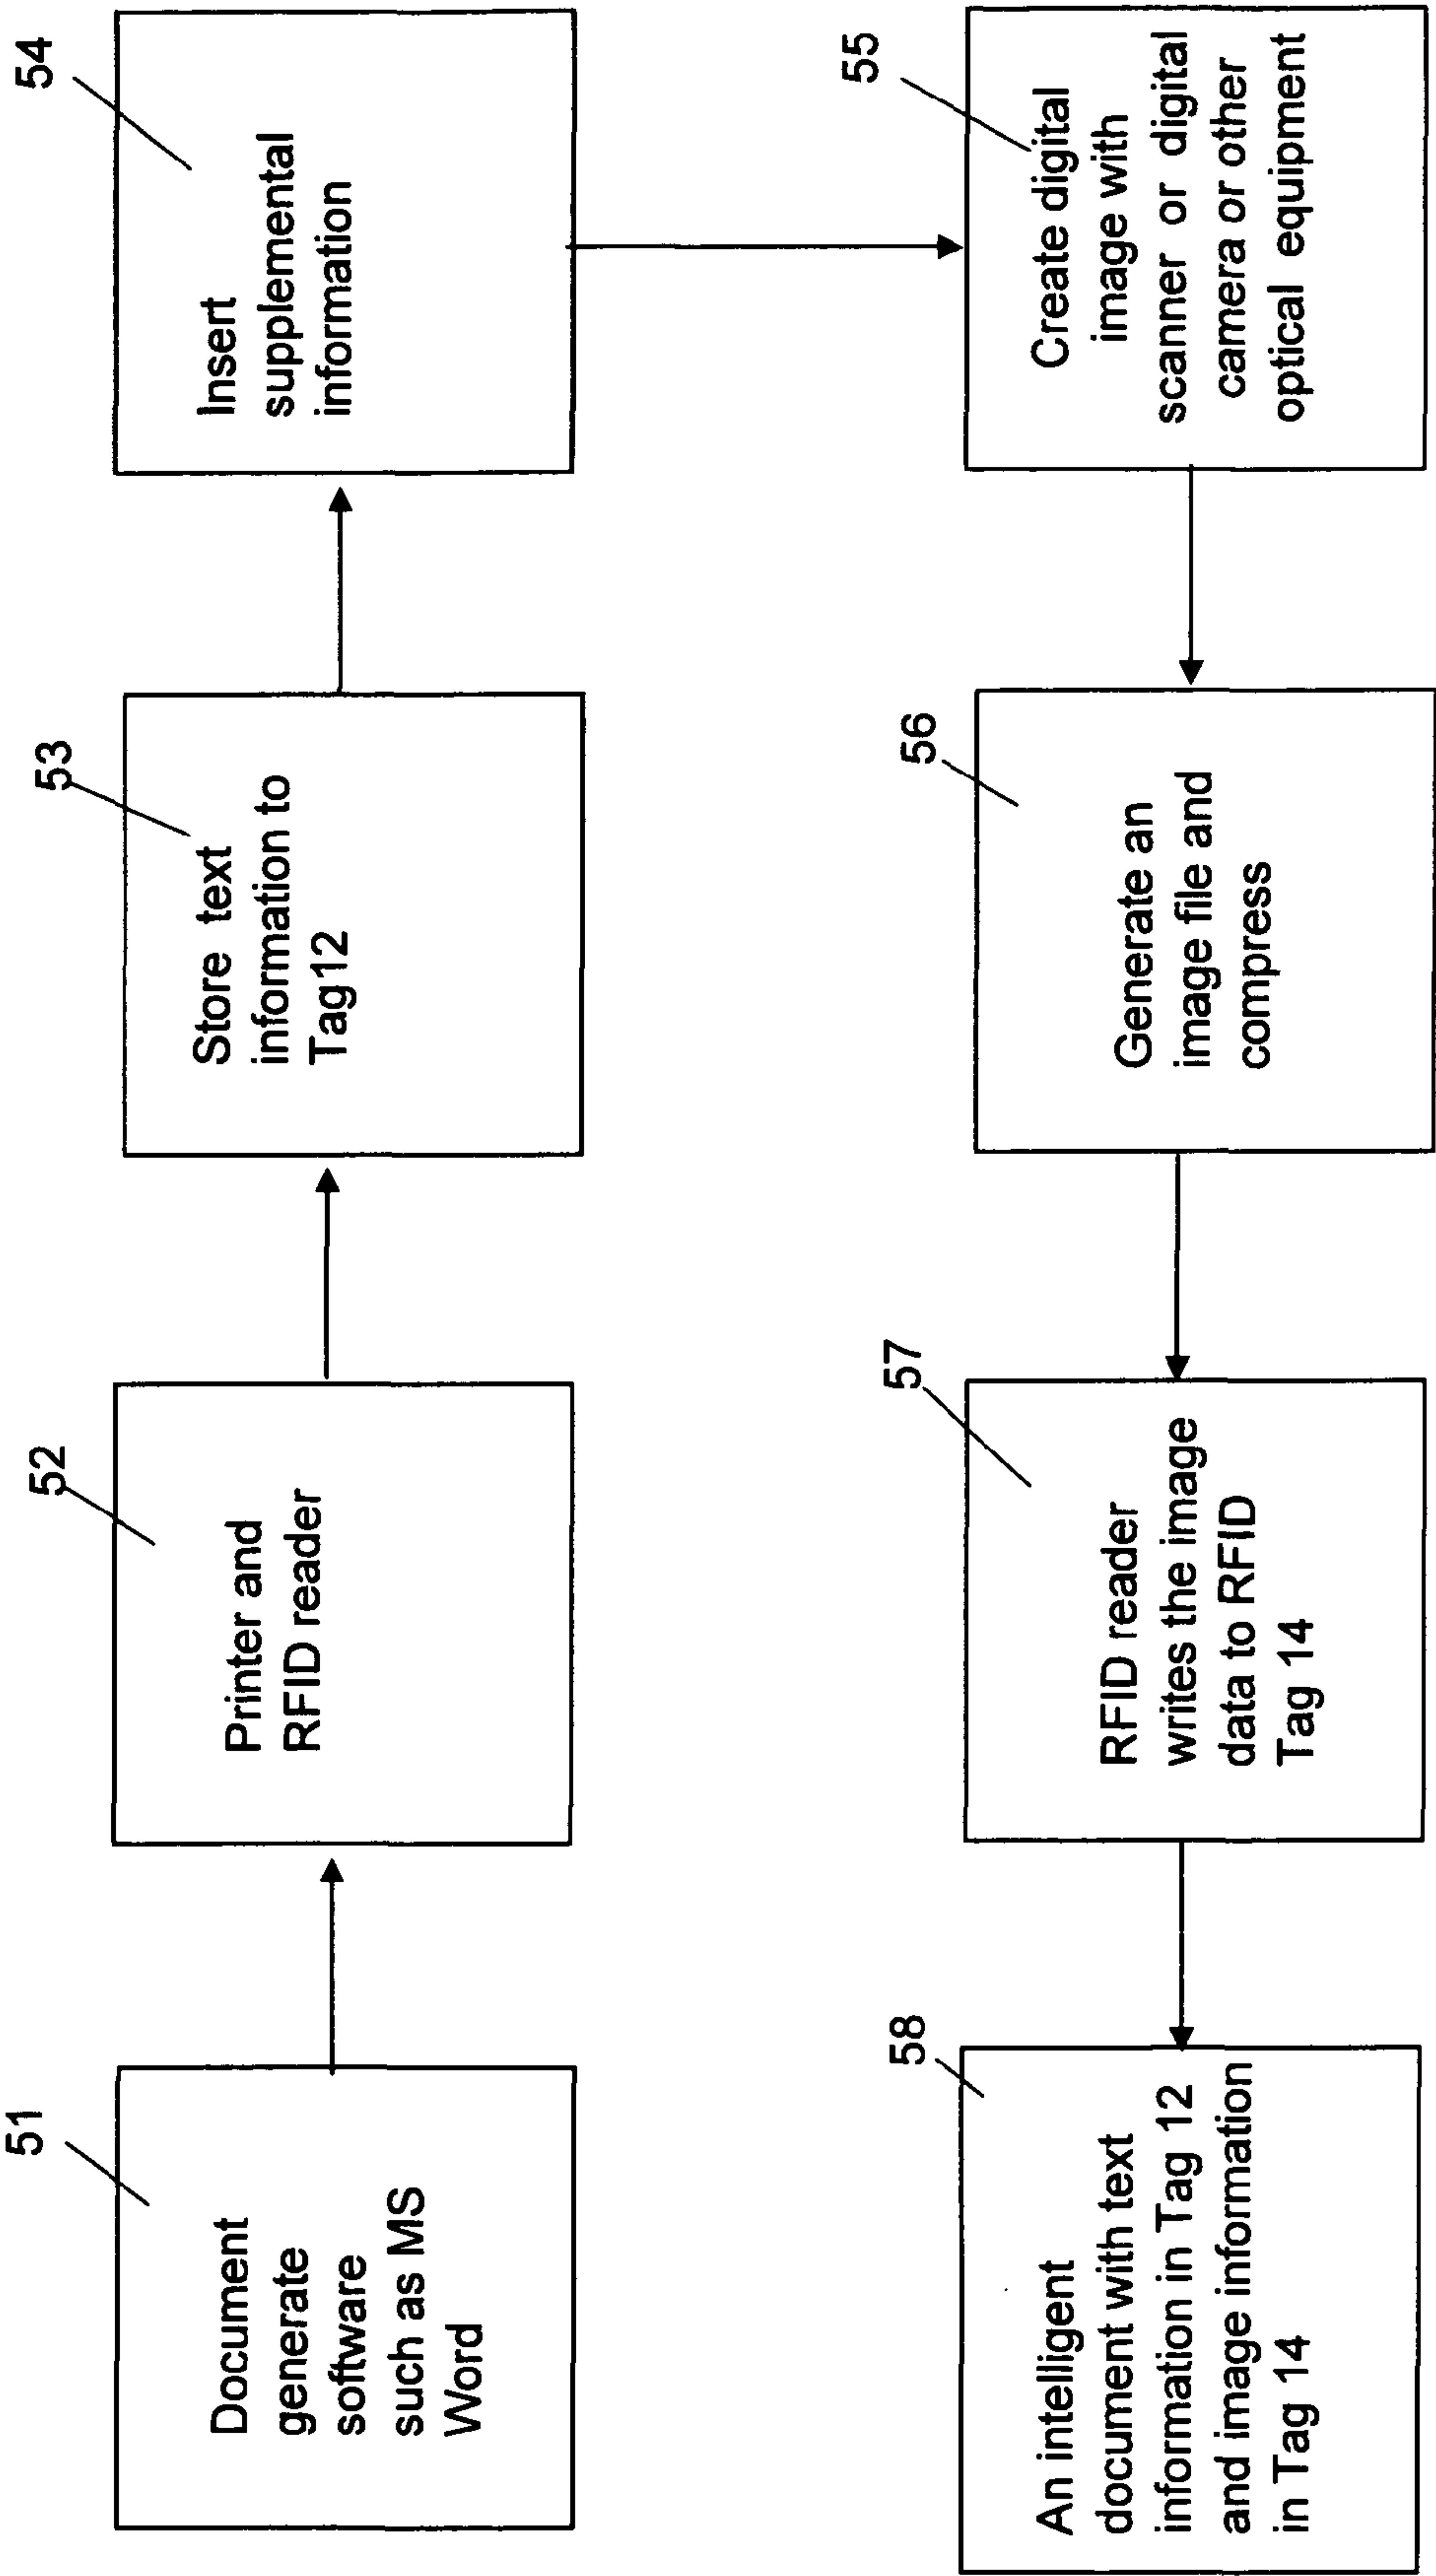 51
Document
generate
software
such as MS
Word
52
Printer and
RFID reader
53
Store text
information to
Tag12
54
Insert
supplemental
information
55
Create digital
image with
scanner or digital
camera or other
optical equipment
56
Generate an
image file and
compress
57
RFID reader
writes the image
data to RFID
Tag 14
58
An intelligent
document with text
information in Tag 12
and image information
in Tag 14